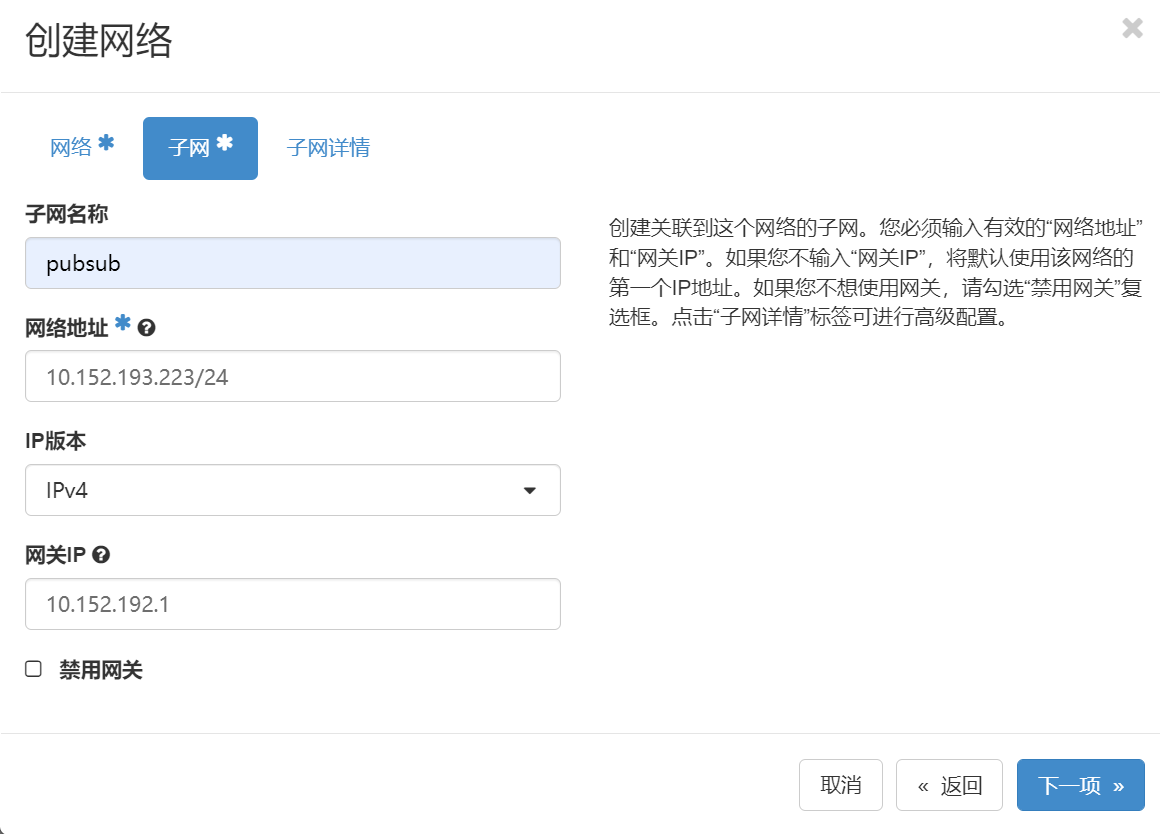 创建网络
网络 * 子网 * 子网详情
子网名称
pubsub
网络地址 *
10.152.193.223/24
IP版本
IPv4
网关IP
10.152.192.1
禁用网关
创建关联到这个网络的子网。您必须输入有效的“网络地址”
和“网关IP”。如果您不输入“网关IP”，将默认使用该网络的
第一个IP地址。如果您不想使用网关，请勾选“禁用网关”复
选框。点击“子网详情”标签可进行高级配置。
取消 « 返回 下一项 »